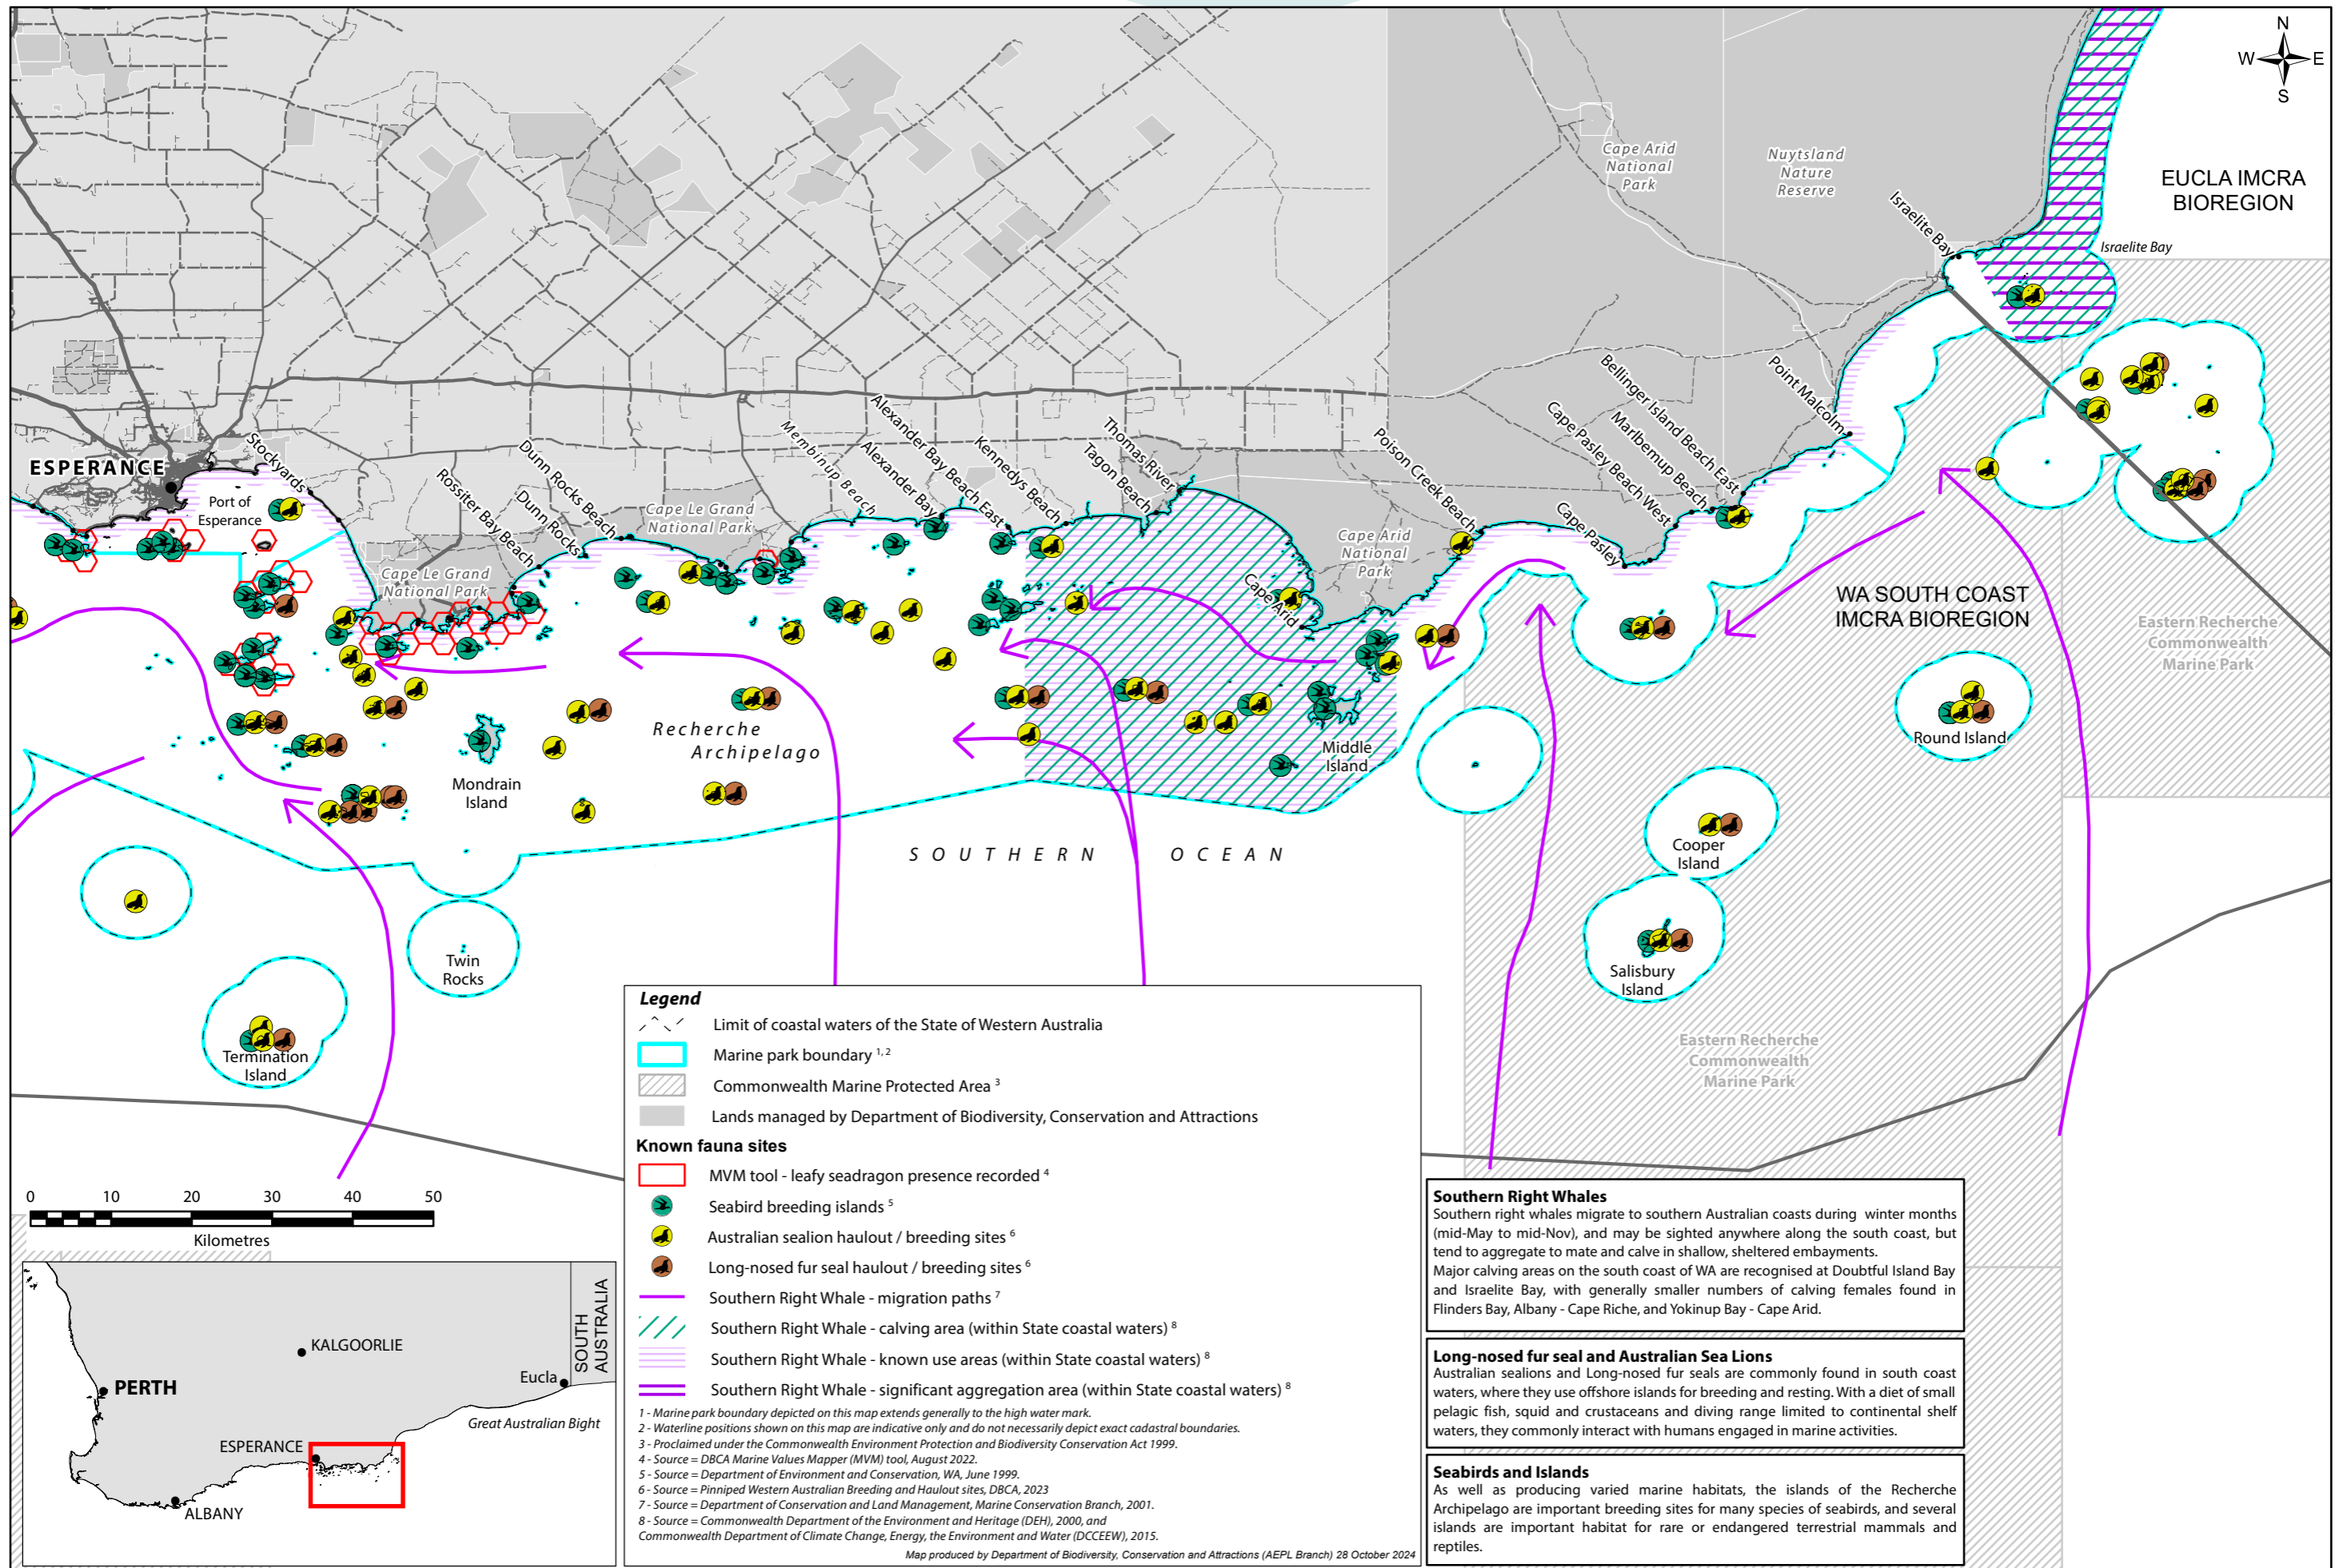 N
W
E
S
Cape Arid
National
Park
Nuytsland
Nature
Reserve
EUCLA IMCRA
BIOREGION
Israelite Bay
Israelite Bay
Point Malcolm
Bellinger Island Beach East
Marlbemup Beach
Cape Pasley Beach West
Cape Pasley
Poison Creek Beach
Thomas River
Tagon Beach
Kennedys Beach
Alexander Bay Beach East
Alexander Bay
Membinup Beach
Dunn Rocks Beach
Dunn Rocks
Rossiter Bay Beach
Stockyards
ESPERANCE
Port of
Esperance
Cape Le Grand
National Park
Cape Le Grand
National Park
Cape Arid
National
Park
Cape Arid
WA SOUTH COAST
IMCRA BIOREGION
Eastern Recherche
Commonwealth
Marine Park
Recherche
Archipelago
Mondrain
Island
Middle
Island
Round Island
Cooper
Island
Salisbury
Island
SOUTHERN OCEAN
Twin
Rocks
Termination
Island
Eastern Recherche
Commonwealth
Marine Park
0 10 20 30 40 50
Kilometres
KALGOORLIE
PERTH
Eucla
SOUTH
AUSTRALIA
Great Australian Bight
ESPERANCE
ALBANY
Legend
Limit of coastal waters of the State of Western Australia
Marine park boundary 1, 2
Commonwealth Marine Protected Area 3
Lands managed by Department of Biodiversity, Conservation and Attractions
Known fauna sites
MVM tool - leafy seadragon presence recorded 4
Seabird breeding islands 5
Australian sealion haulout / breeding sites 6
Long-nosed fur seal haulout / breeding sites 6
Southern Right Whale - migration paths 7
Southern Right Whale - calving area (within State coastal waters) 8
Southern Right Whale - known use areas (within State coastal waters) 8
Southern Right Whale - significant aggregation area (within State coastal waters) 8
1 - Marine park boundary depicted on this map extends generally to the high water mark.
2 - Waterline positions shown on this map are indicative only and do not necessarily depict exact cadastral boundaries.
3 - Proclaimed under the Commonwealth Environment Protection and Biodiversity Conservation Act 1999.
4 - Source = DBCA Marine Values Mapper (MVM) tool, August 2022.
5 - Source = Department of Environment and Conservation, WA, June 1999.
6 - Source = Pinniped Western Australian Breeding and Haulout sites, DBCA, 2023
7 - Source = Department of Conservation and Land Management, Marine Conservation Branch, 2001.
8 - Source = Commonwealth Department of the Environment and Heritage (DEH), 2000, and
Commonwealth Department of Climate Change, Energy, the Environment and Water (DCCEEW), 2015.
Map produced by Department of Biodiversity, Conservation and Attractions (AEPL Branch) 28 October 2024
Southern Right Whales
Southern right whales migrate to southern Australian coasts during winter months
(mid-May to mid-Nov), and may be sighted anywhere along the south coast, but
tend to aggregate to mate and calve in shallow, sheltered embayments.
Major calving areas on the south coast of WA are recognised at Doubtful Island Bay
and Israelite Bay, with generally smaller numbers of calving females found in
Flinders Bay, Albany - Cape Riche, and Yokinup Bay - Cape Arid.
Long-nosed fur seal and Australian Sea Lions
Australian sealions and Long-nosed fur seals are commonly found in south coast
waters, where they use offshore islands for breeding and resting. With a diet of small
pelagic fish, squid and crustaceans and diving range limited to continental shelf
waters, they commonly interact with humans engaged in marine activities.
Seabirds and Islands
As well as producing varied marine habitats, the islands of the Recherche
Archipelago are important breeding sites for many species of seabirds, and several
islands are important habitat for rare or endangered terrestrial mammals and
reptiles.